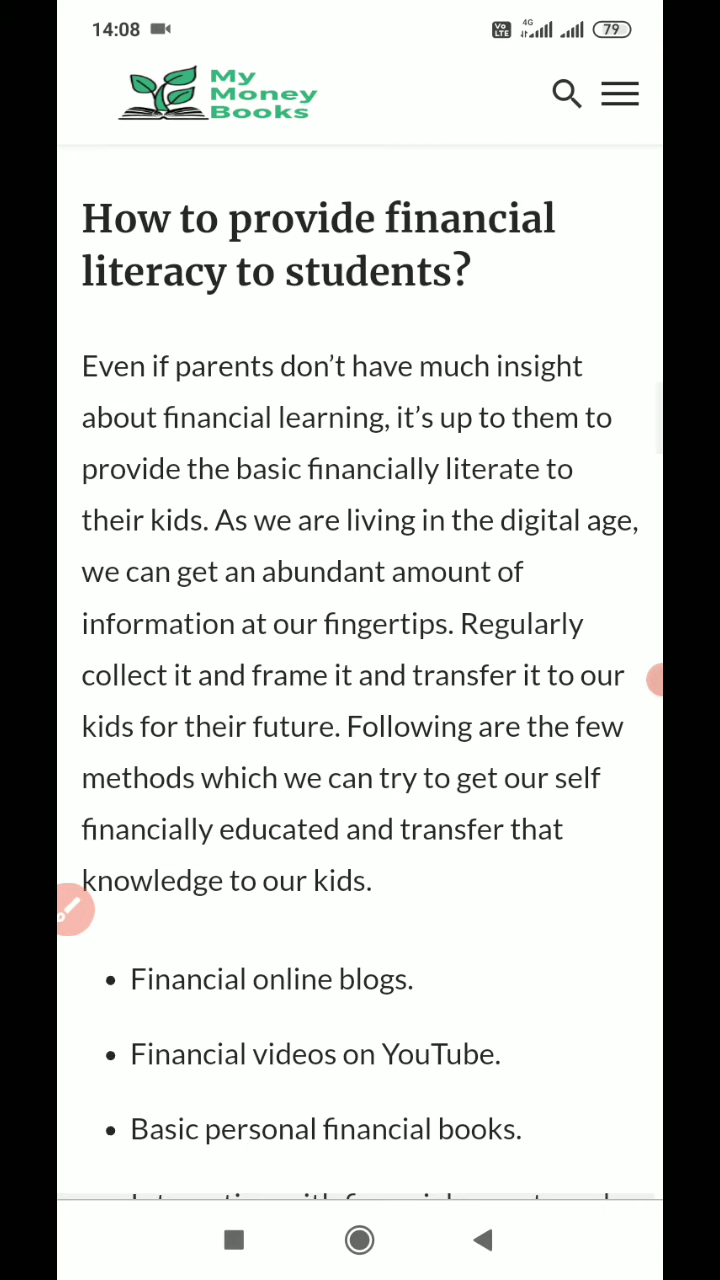 14:08
Vo LTE 4G 79
My
Money
Books
How to provide financial
literacy to students?
Even if parents don’t have much insight
about financial learning, it’s up to them to
provide the basic financially literate to
their kids. As we are living in the digital age,
we can get an abundant amount of
information at our fingertips. Regularly
collect it and frame it and transfer it to our
kids for their future. Following are the few
methods which we can try to get our self
financially educated and transfer that
knowledge to our kids.
• Financial online blogs.
• Financial videos on YouTube.
• Basic personal financial books.